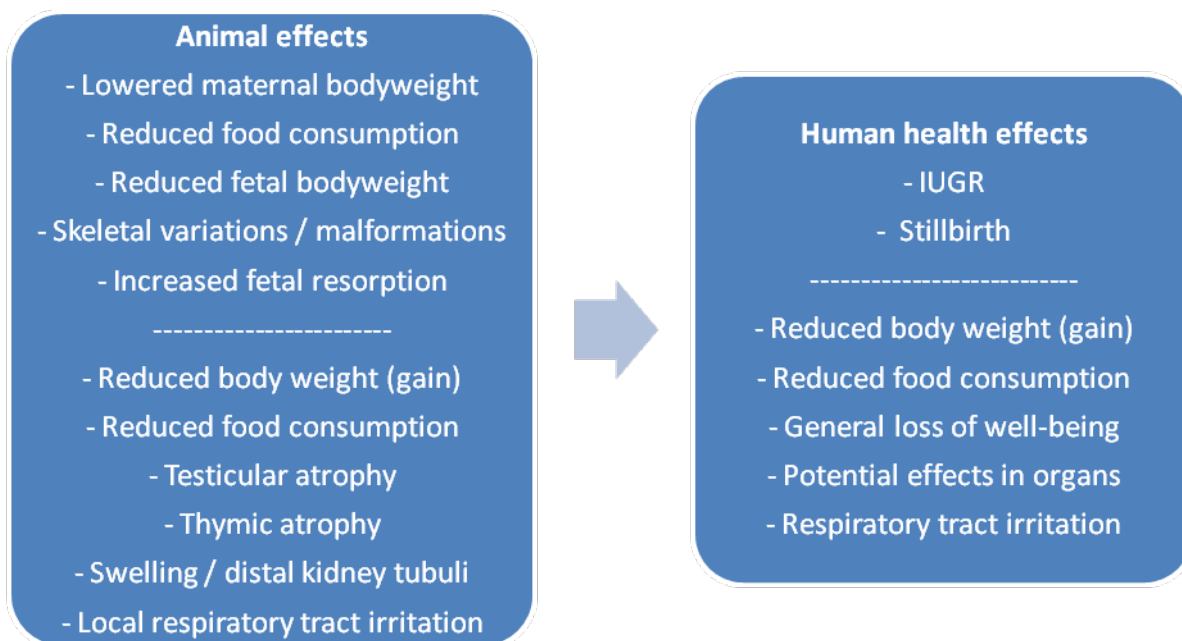 Animal effects
- Lowered maternal bodyweight
- Reduced food consumption
- Reduced fetal bodyweight
- Skeletal variations / malformations
- Increased fetal resorption
-----------------------
- Reduced body weight (gain)
- Reduced food consumption
- Testicular atrophy
- Thymic atrophy
- Swelling / distal kidney tubuli
- Local respiratory tract irritation
Human health effects
- IUGR
- Stillbirth
--------------------------
- Reduced body weight (gain)
- Reduced food consumption
- General loss of well-being
- Potential effects in organs
- Respiratory tract irritation